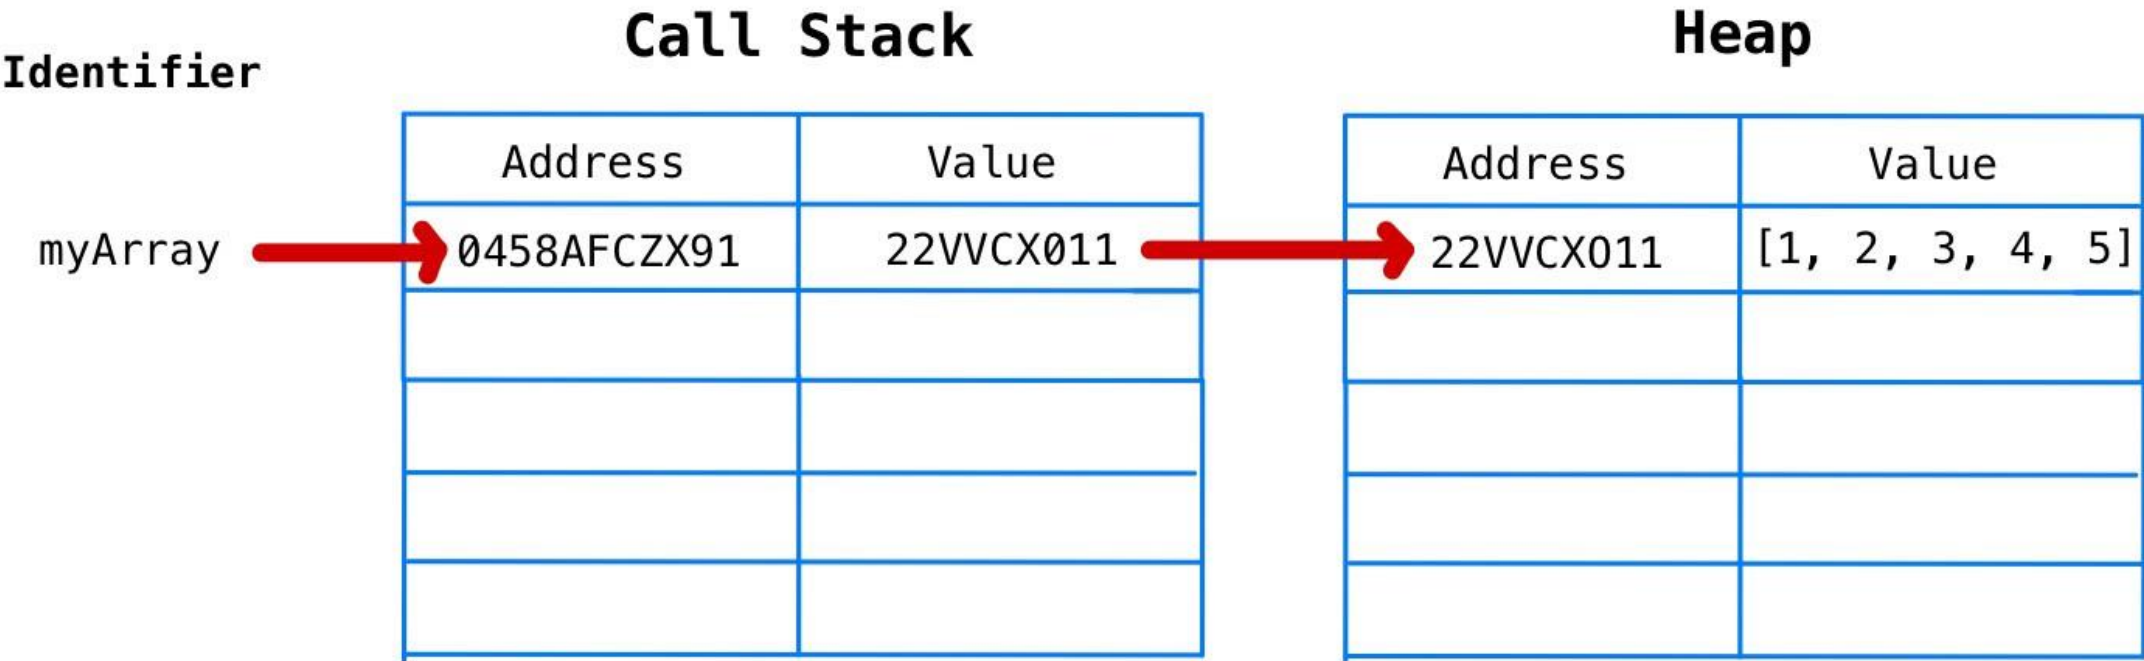 Call Stack
Heap
Identifier
Address Value
Address Value
myArray
0458AFCZX91 22VVCX011
22VVCX011 [1, 2, 3, 4, 5]